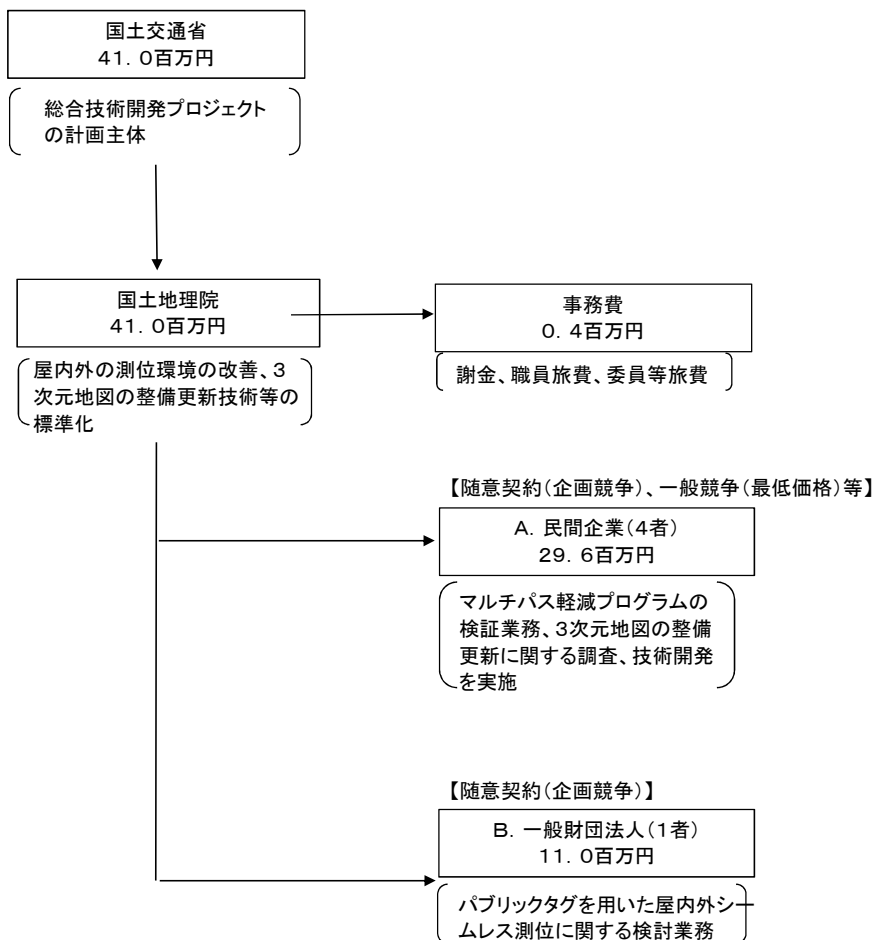 国土交通省
41.0百万円
総合技術開発プロジェクト
の計画主体
国土地理院
41.0百万円
屋内外の測位環境の改善、3
次元地図の整備更新技術等の
標準化
事務費
0.4百万円
謝金、職員旅費、委員等旅費
【随意契約(企画競争)、一般競争(最低価格)等】
A. 民間企業(4者)
29.6百万円
マルチパス軽減プログラムの
検証業務、3次元地図の整備
更新に関する調査、技術開発
を実施
【随意契約(企画競争)】
B. 一般財団法人(1者)
11.0百万円
パブリックタグを用いた屋内外シー
ムレス測位に関する検討業務